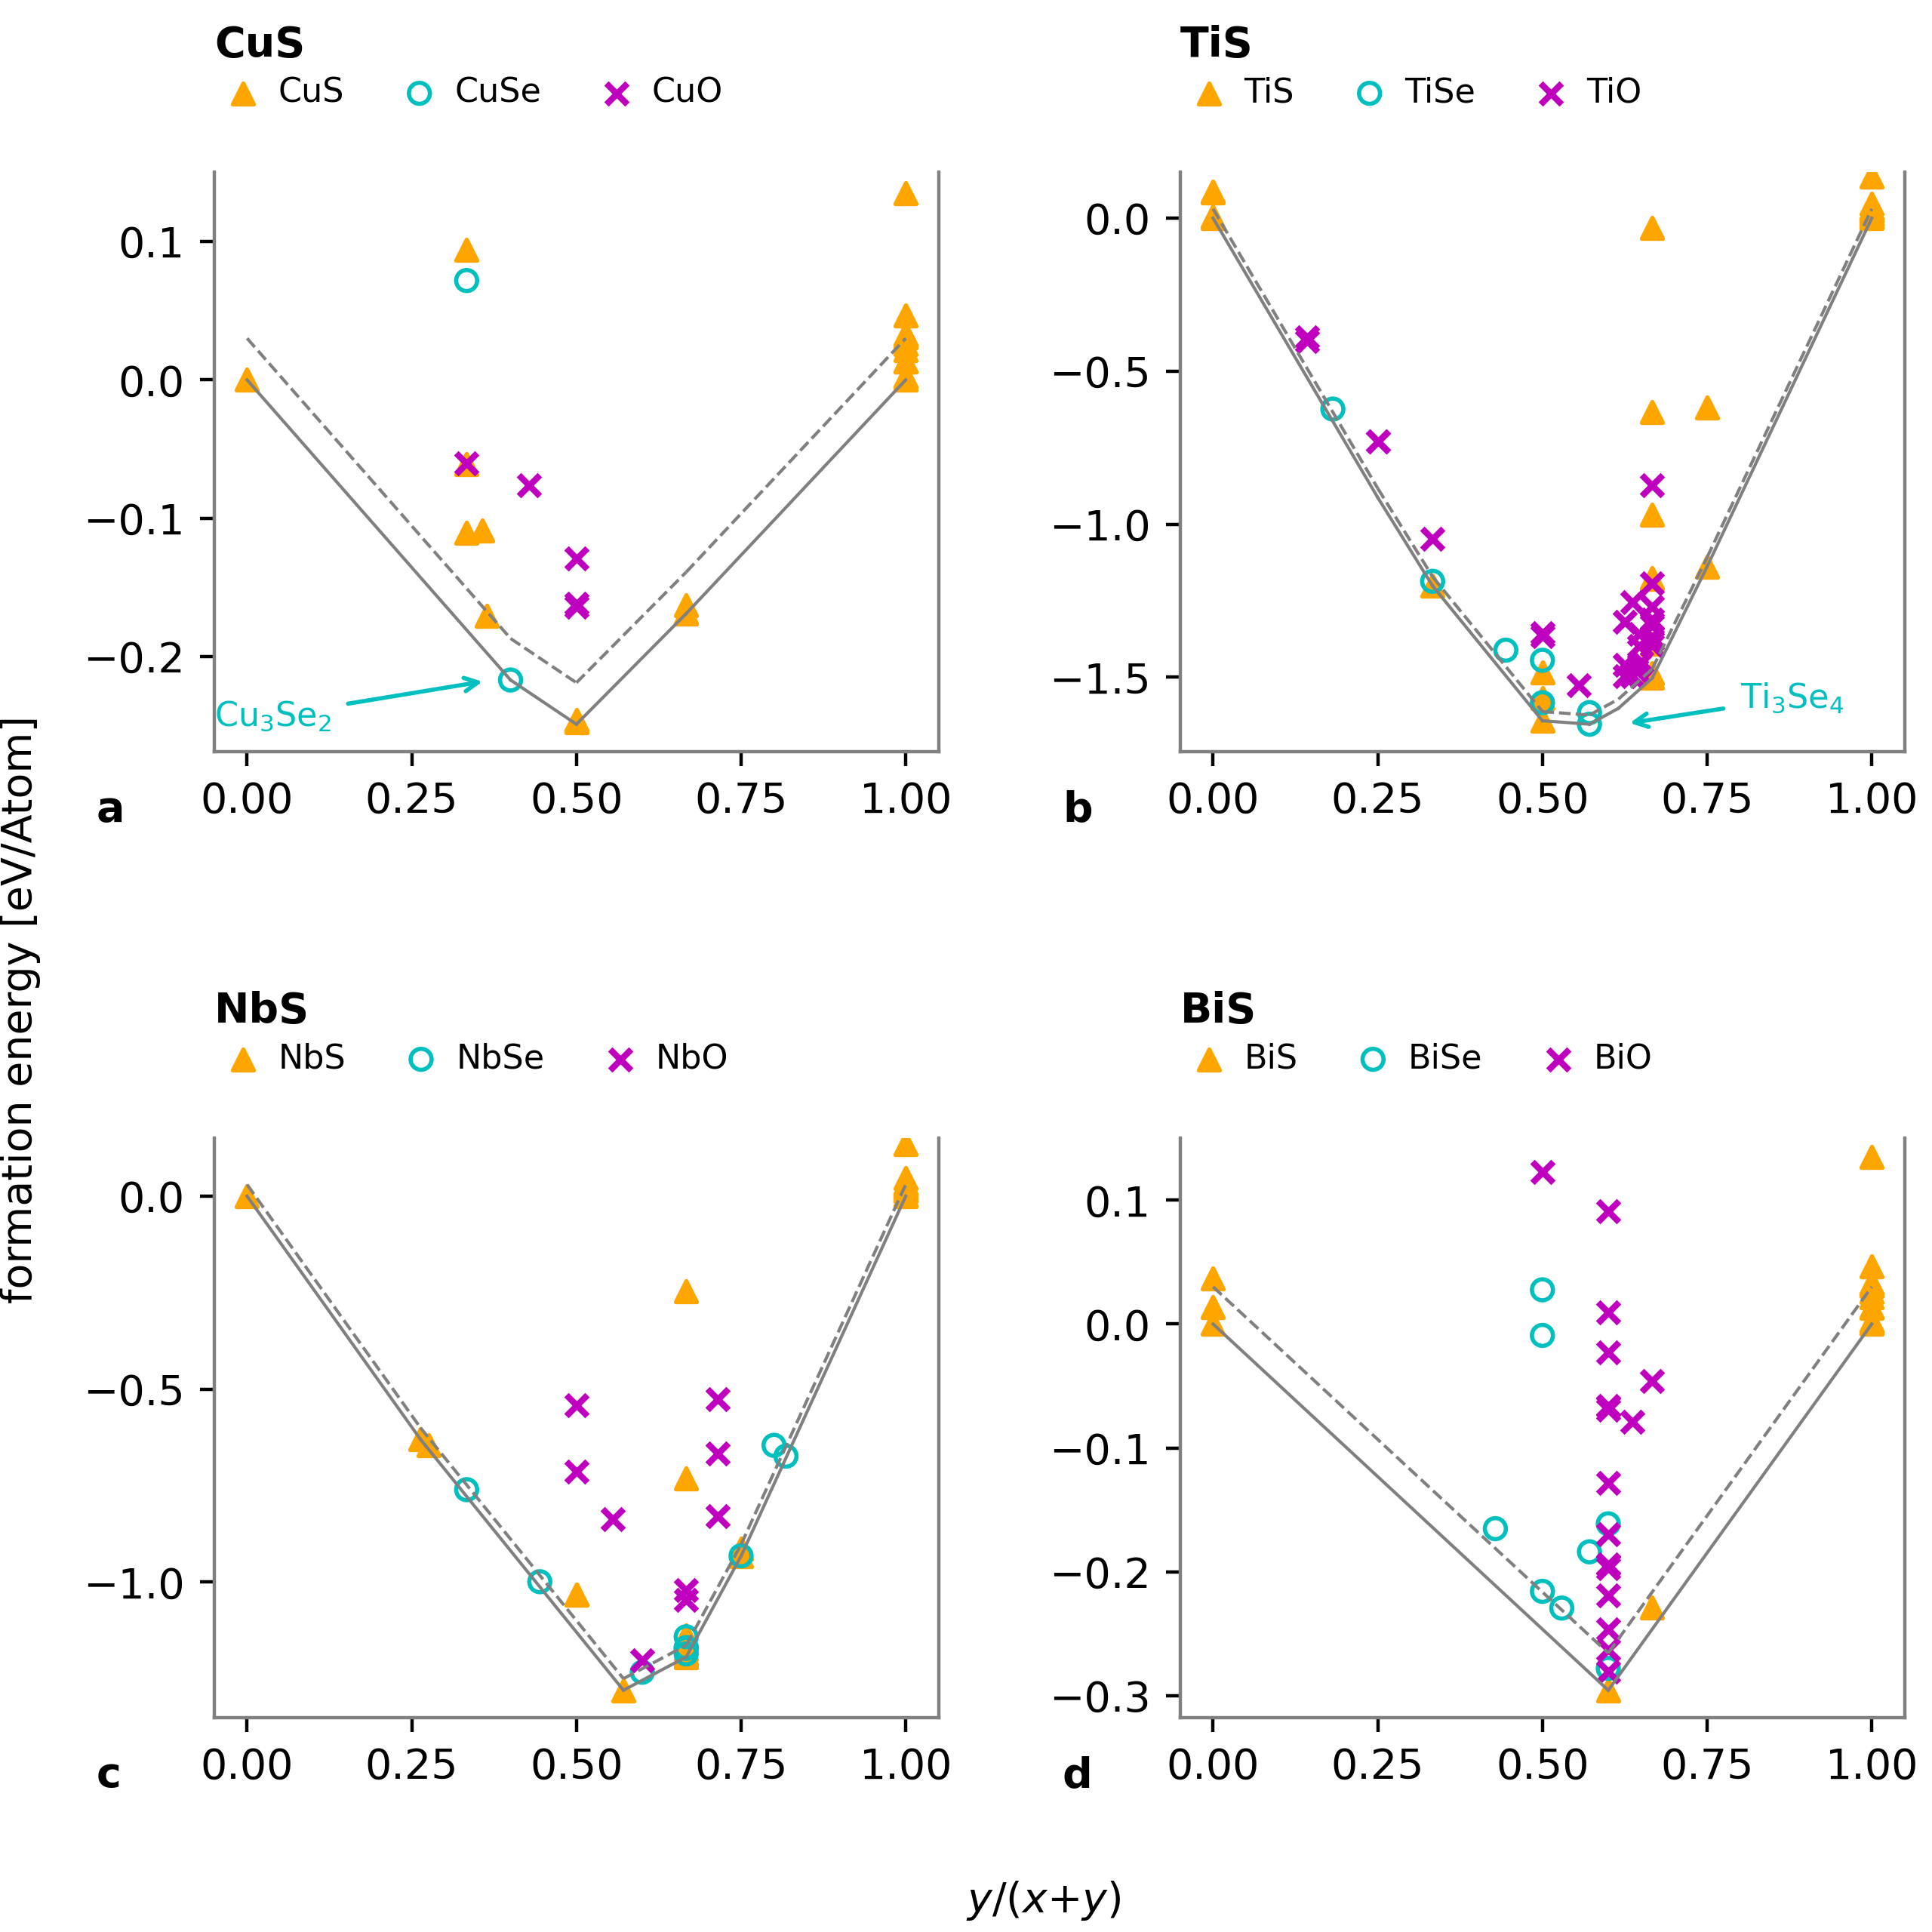 CuS
CuS CuSe CuO
0.1
0.0
−0.1
−0.2
Cu₃Se₂
0.00 0.25 0.50 0.75 1.00
a
TiS
TiS TiSe TiO
0.0
−0.5
−1.0
−1.5
Ti₃Se₄
0.00 0.25 0.50 0.75 1.00
b
formation energy [eV/Atom]
NbS
NbS NbSe NbO
0.0
−0.5
−1.0
0.00 0.25 0.50 0.75 1.00
c
BiS
BiS BiSe BiO
0.1
0.0
−0.1
−0.2
−0.3
0.00 0.25 0.50 0.75 1.00
d
y/(x+y)